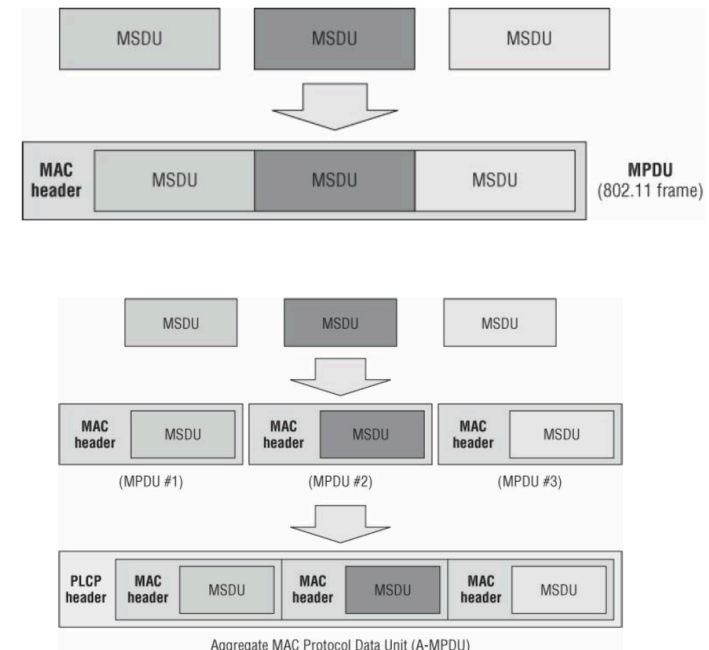 MSDU MSDU MSDU
MAC header MSDU MSDU MSDU MPDU (802.11 frame)
MSDU MSDU MSDU
MAC header MSDU MAC header MSDU MAC header MSDU
(MPDU #1) (MPDU #2) (MPDU #3)
PLCP header MAC header MSDU MAC header MSDU MAC header MSDU
Aggregate MAC Protocol Data Unit (A-MPDU)